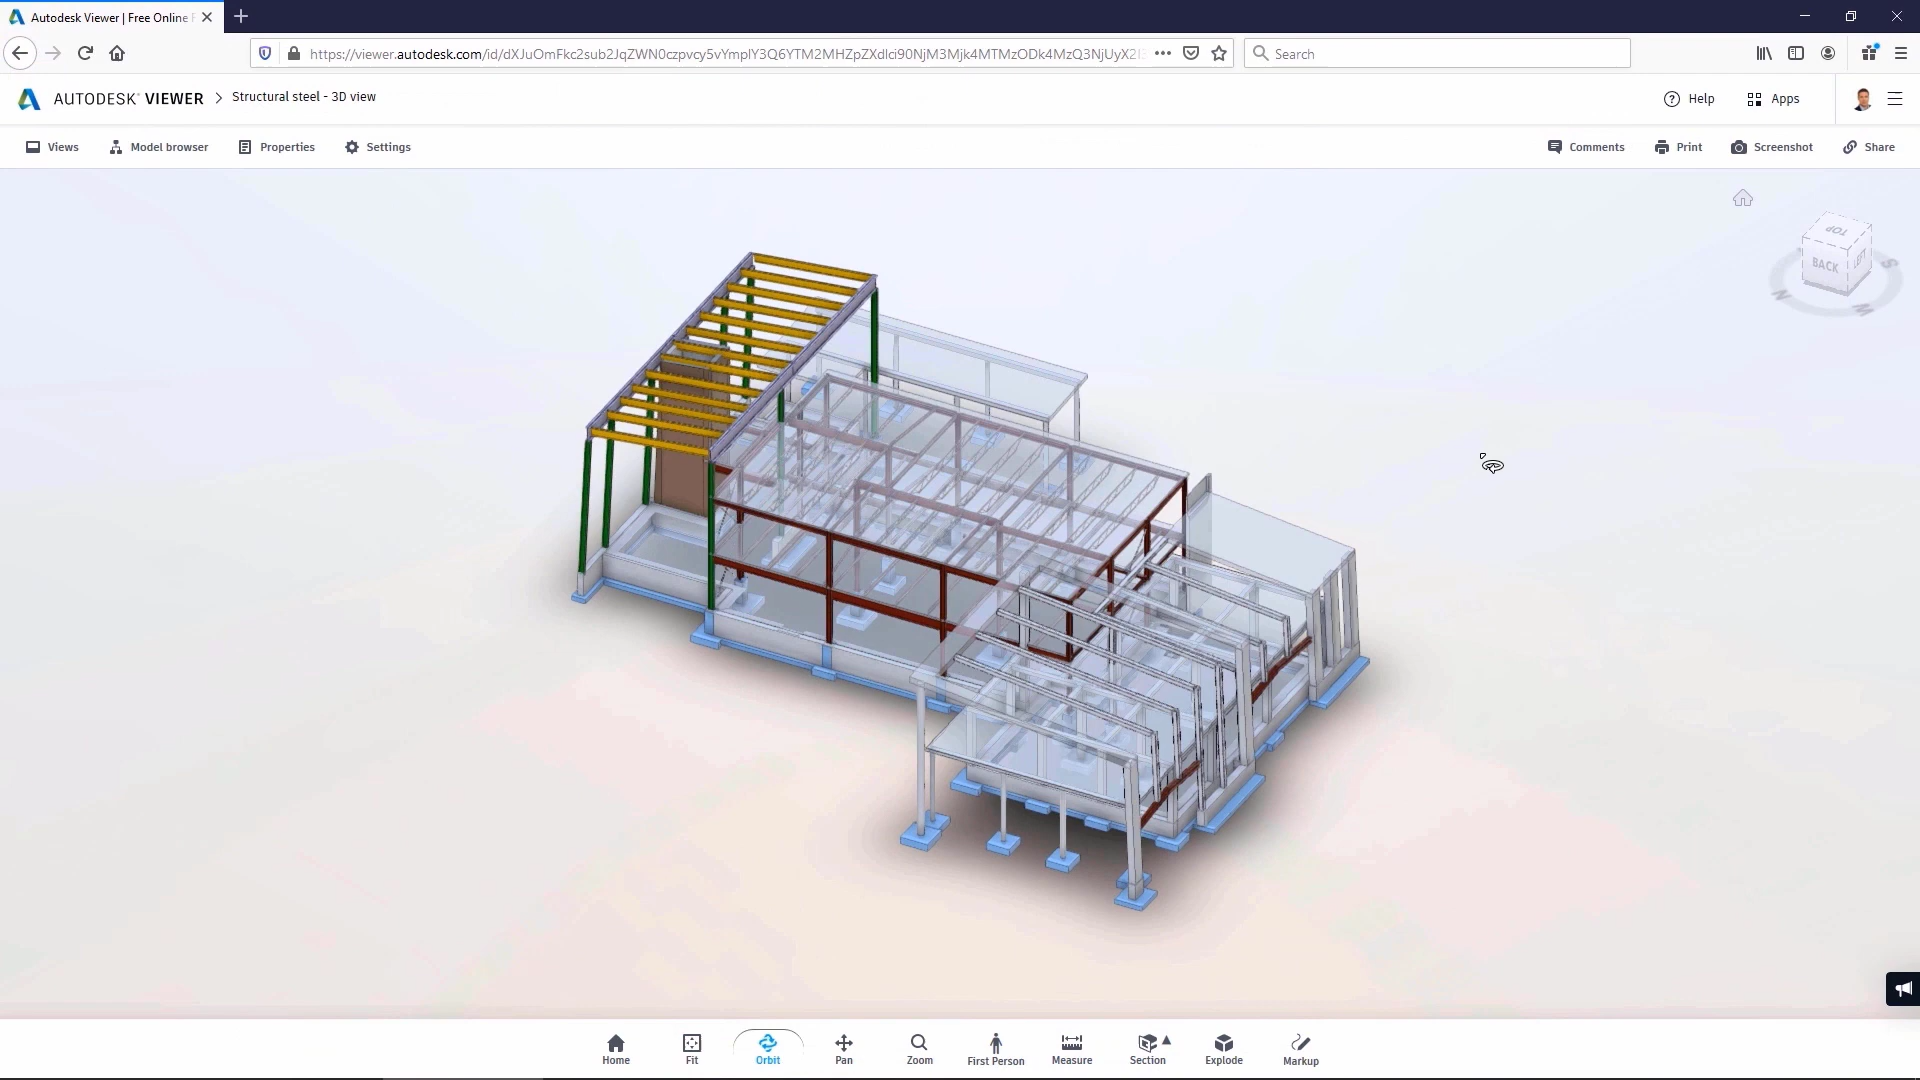 Autodesk Viewer | Free Online F
https://viewer.autodesk.com/id/dXJuOmFkc2sub2JqZWN0czpvcy5vYmplY3Q6YTM2MHZpZXdlci90NjM3Mjk4MTMzODk4MzQ3NjUyX2I3
Search
AUTODESK VIEWER > Structural steel - 3D view
Help
Apps
Views
Model browser
Properties
Settings
Comments
Print
Screenshot
Share
TOP
BACK
LEFT
S
N
W
Home
Fit
Orbit
Pan
Zoom
First Person
Measure
Section
Explode
Markup